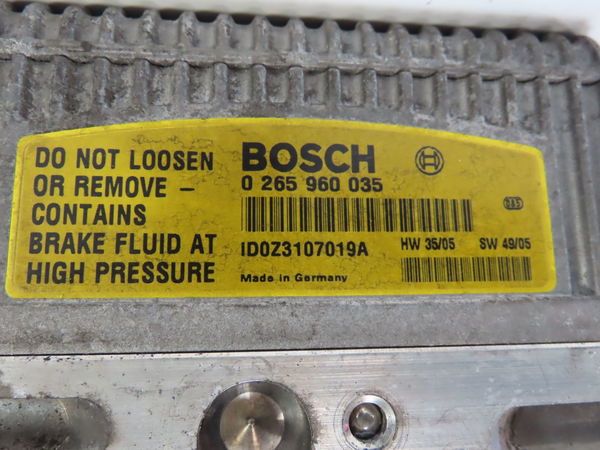 DO NOT LOOSEN
OR REMOVE –
CONTAINS
BRAKE FLUID AT
HIGH PRESSURE
BOSCH
0 265 960 035
ID0Z3107019A
HW 35/05 SW 49/05
Made in Germany